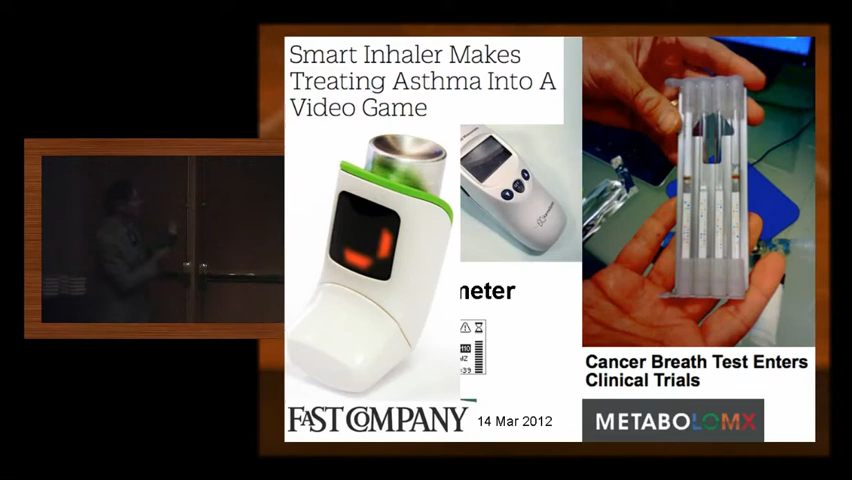 Smart Inhaler Makes
Treating Asthma Into A
Video Game
meter
FAST COMPANY
14 Mar 2012
Cancer Breath Test Enters
Clinical Trials
METABOLOMX